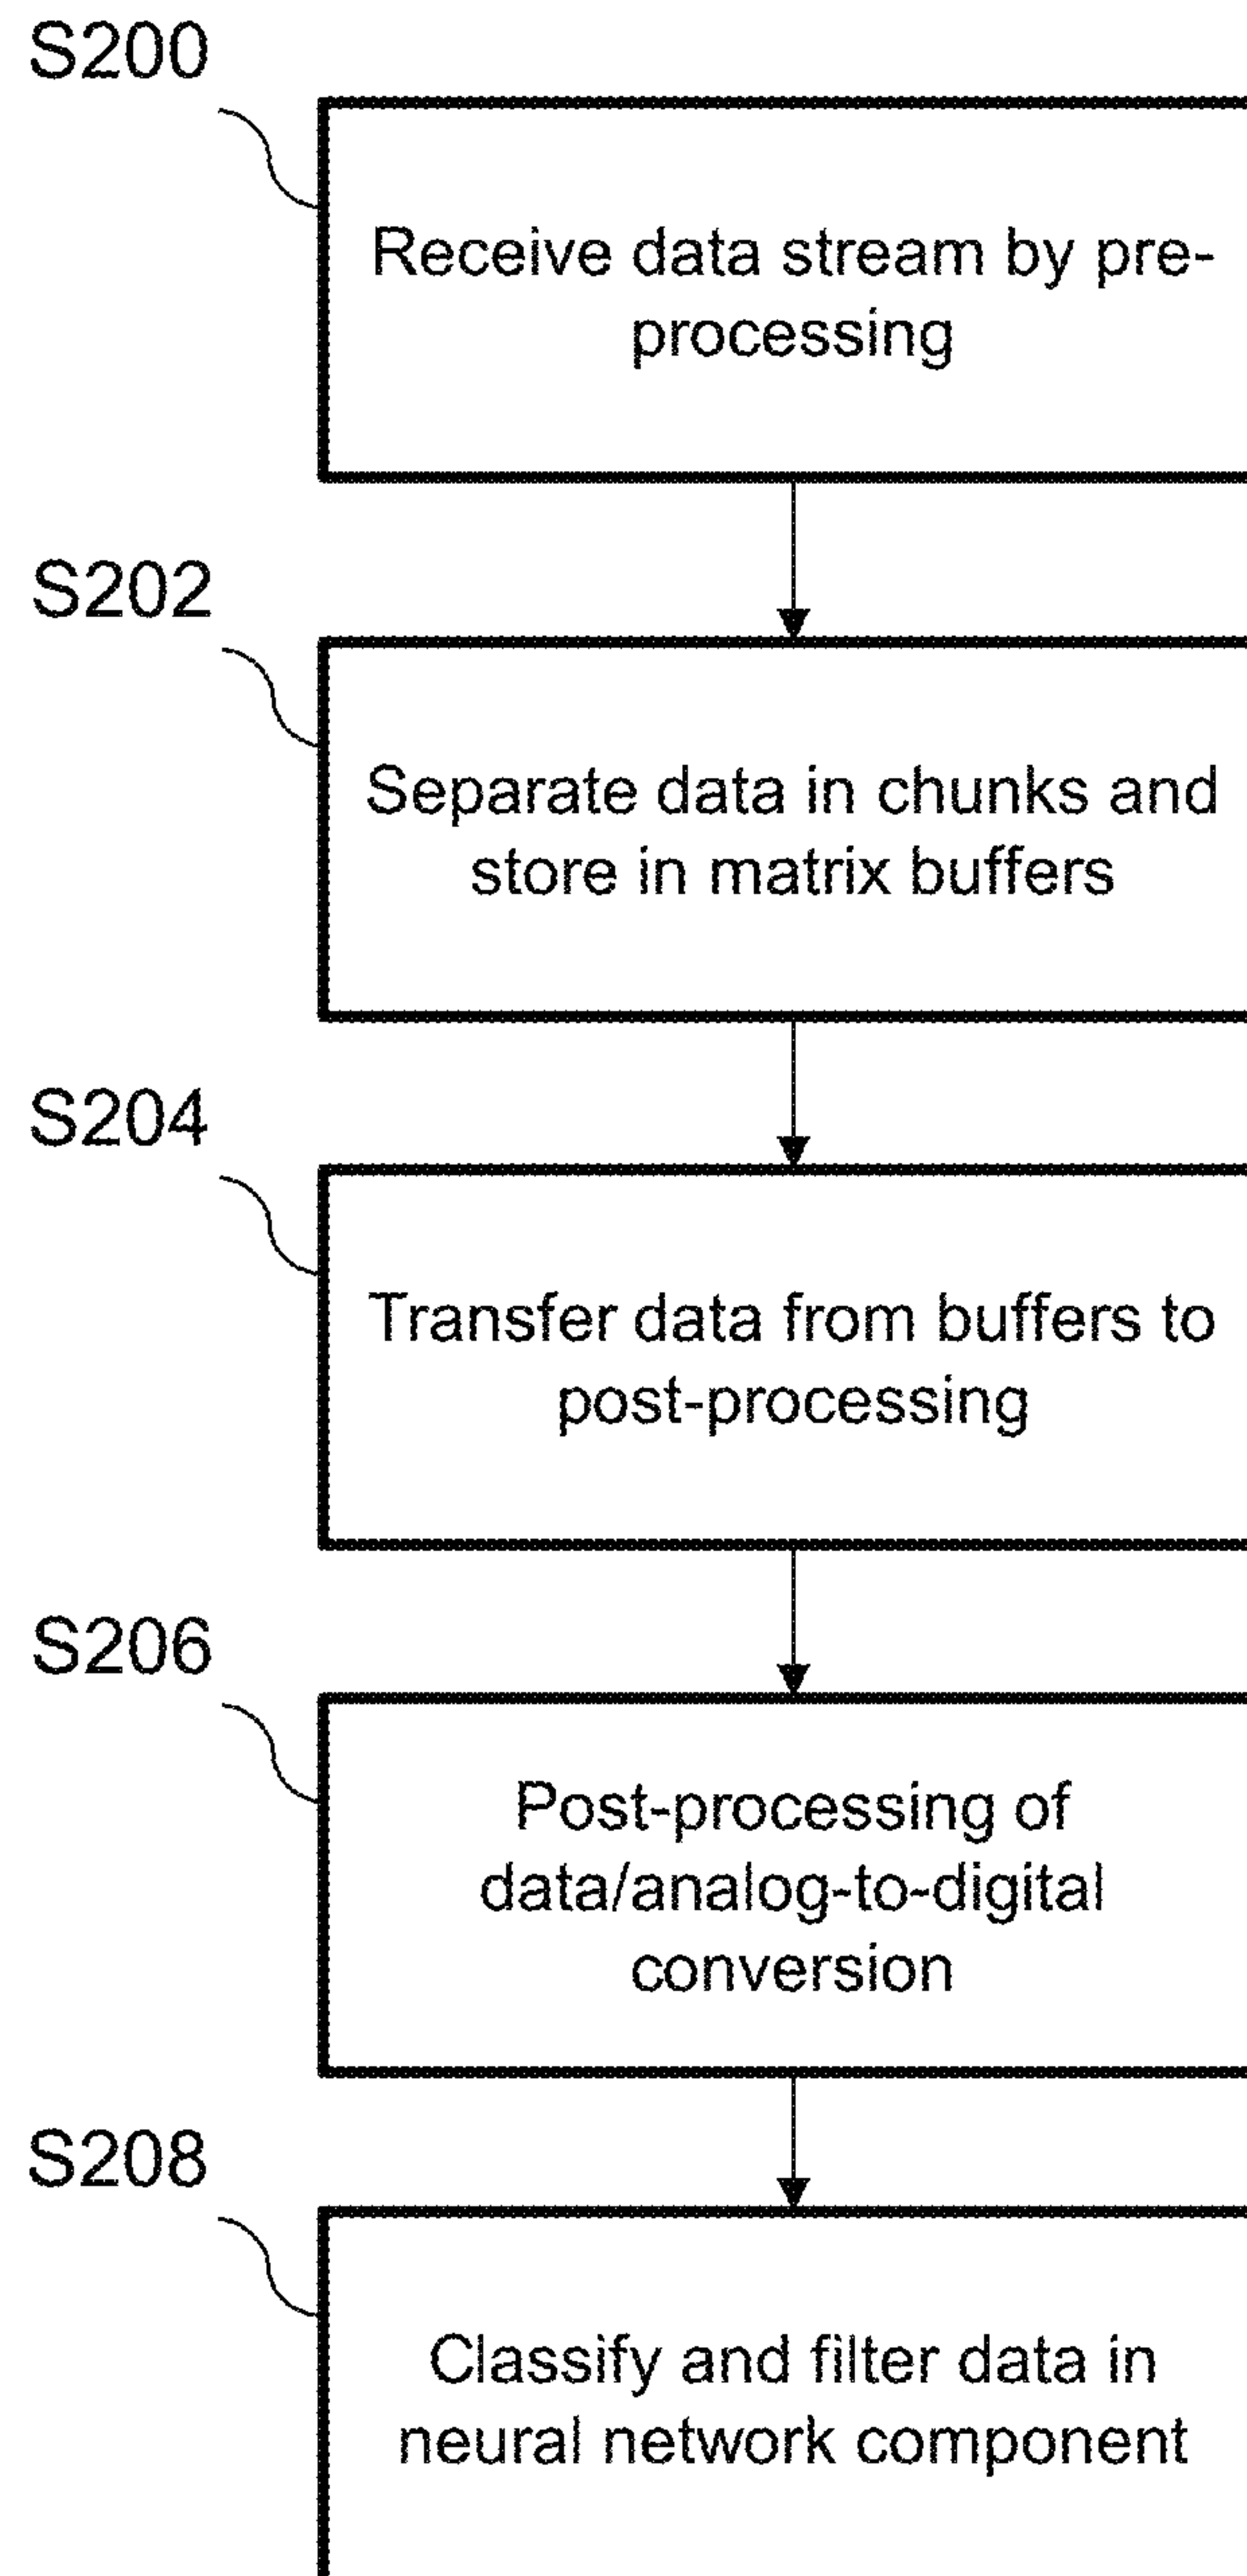 S200
Receive data stream by pre-
processing
S202
Separate data in chunks and
store in matrix buffers
S204
Transfer data from buffers to
post-processing
S206
Post-processing of
data/analog-to-digital
conversion
S208
Classify and filter data in
neural network component